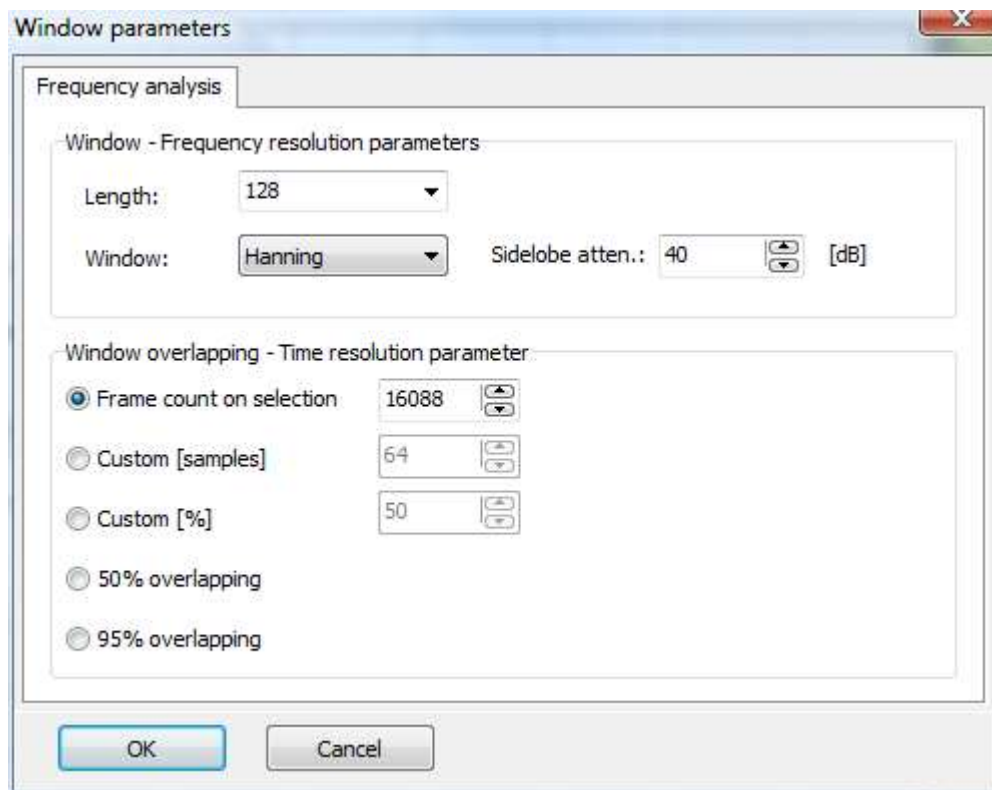 Window parameters
Frequency analysis
Window - Frequency resolution parameters
Length: 128
Window: Hanning Sidelobe atten.: 40 [dB]
Window overlapping - Time resolution parameter
Frame count on selection 16088
Custom [samples] 64
Custom [%] 50
50% overlapping
95% overlapping
OK Cancel